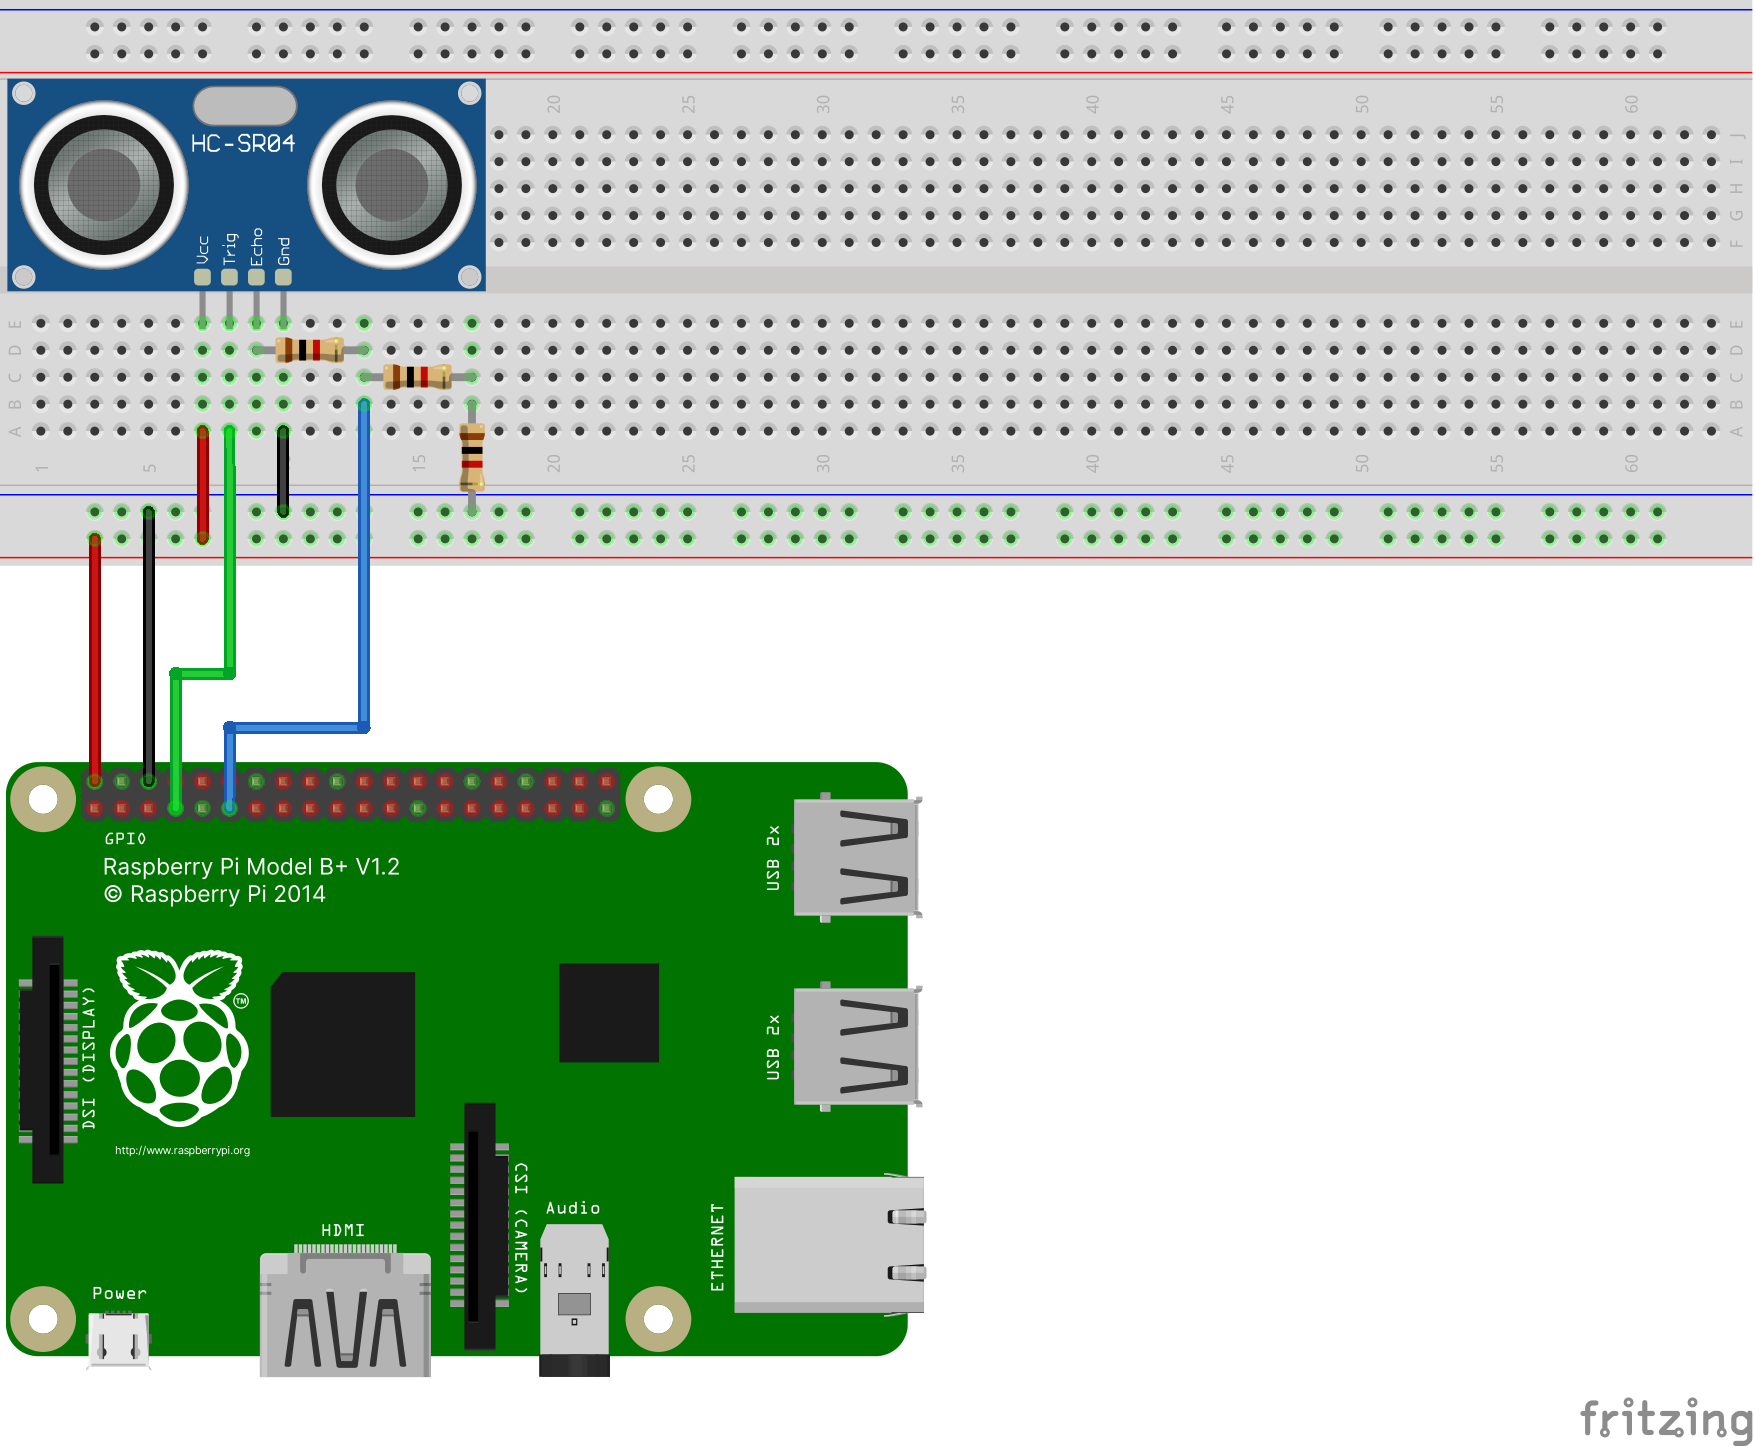 20 25 30 35 40 45 50 55 60
J
I
H
G
F
HC-SR04
Vcc Trig Echo Gnd
E E
D D
C C
B B
A A
1 5 15 20 25 30 35 40 45 50 55 60
GPIO
Raspberry Pi Model B+ V1.2
© Raspberry Pi 2014
USB 2x
USB 2x
DSI (DISPLAY)
TM
http://www.raspberrypi.org
CSI (CAMERA)
Audio
HDMI
ETHERNET
Power
fritzing